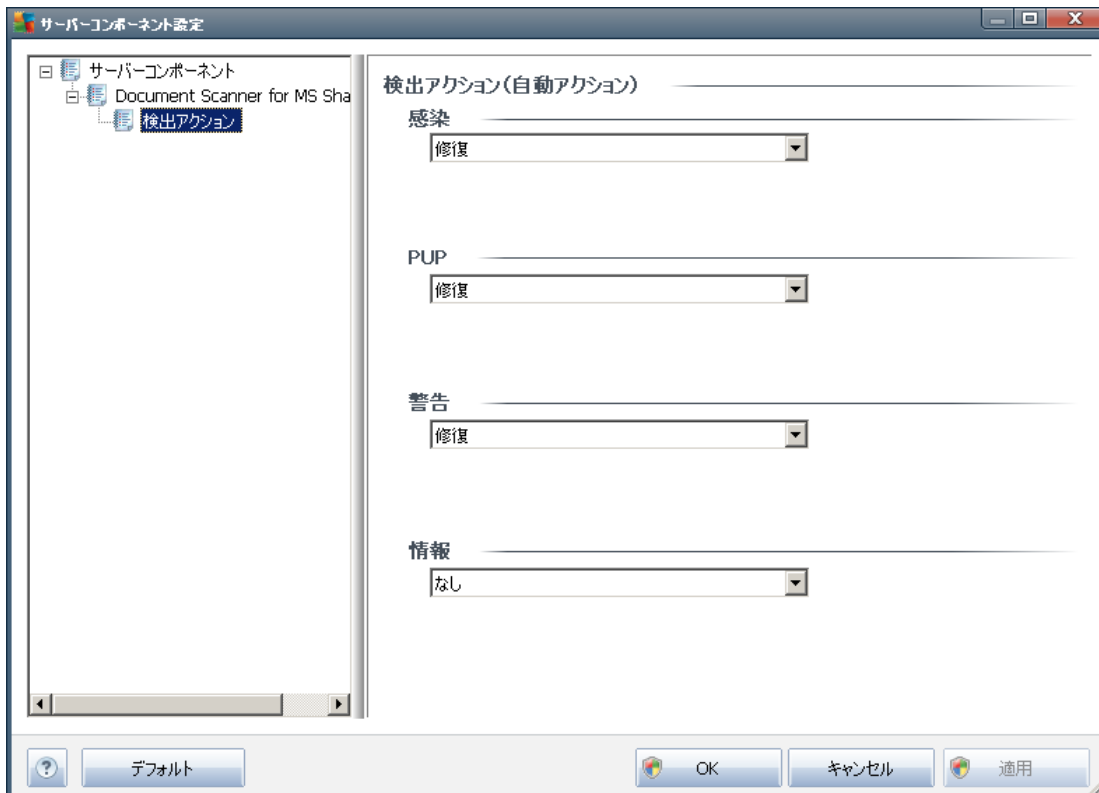 サーバーコンポーネント設定
サーバーコンポーネント
Document Scanner for MS Sha
検出アクション
検出アクション(自動アクション)
感染
修復
PUP
修復
警告
修復
情報
なし
?
デフォルト
OK
キャンセル
適用